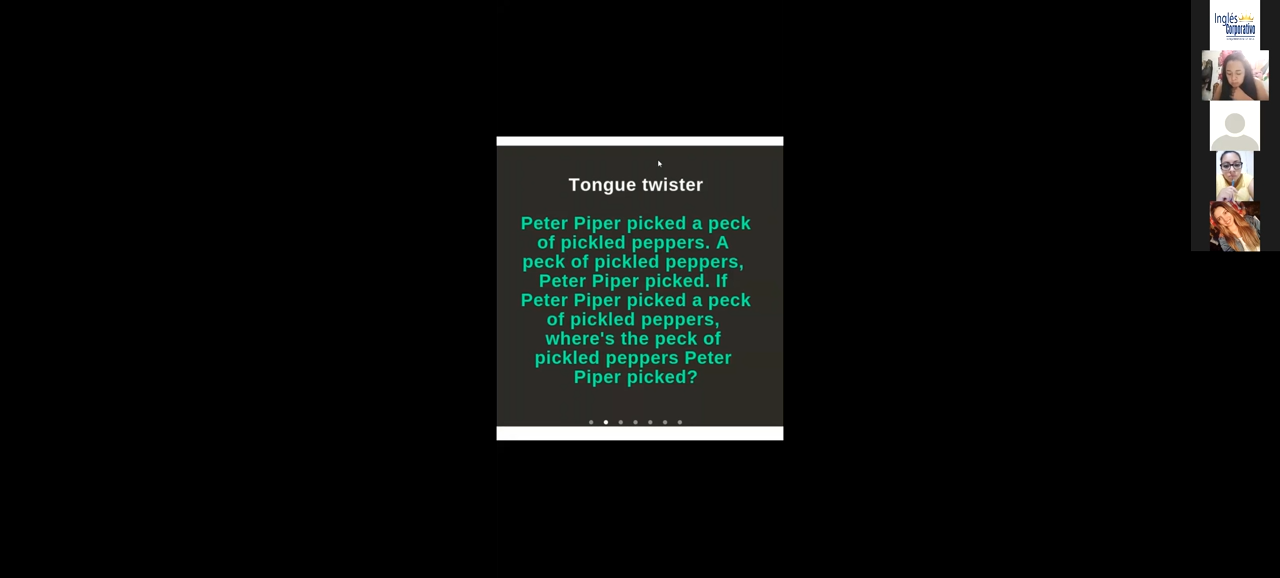 Tongue twister
Peter Piper picked a peck
of pickled peppers. A
peck of pickled peppers,
Peter Piper picked. If
Peter Piper picked a peck
of pickled peppers,
where's the peck of
pickled peppers Peter
Piper picked?
Inglés
Corporativo